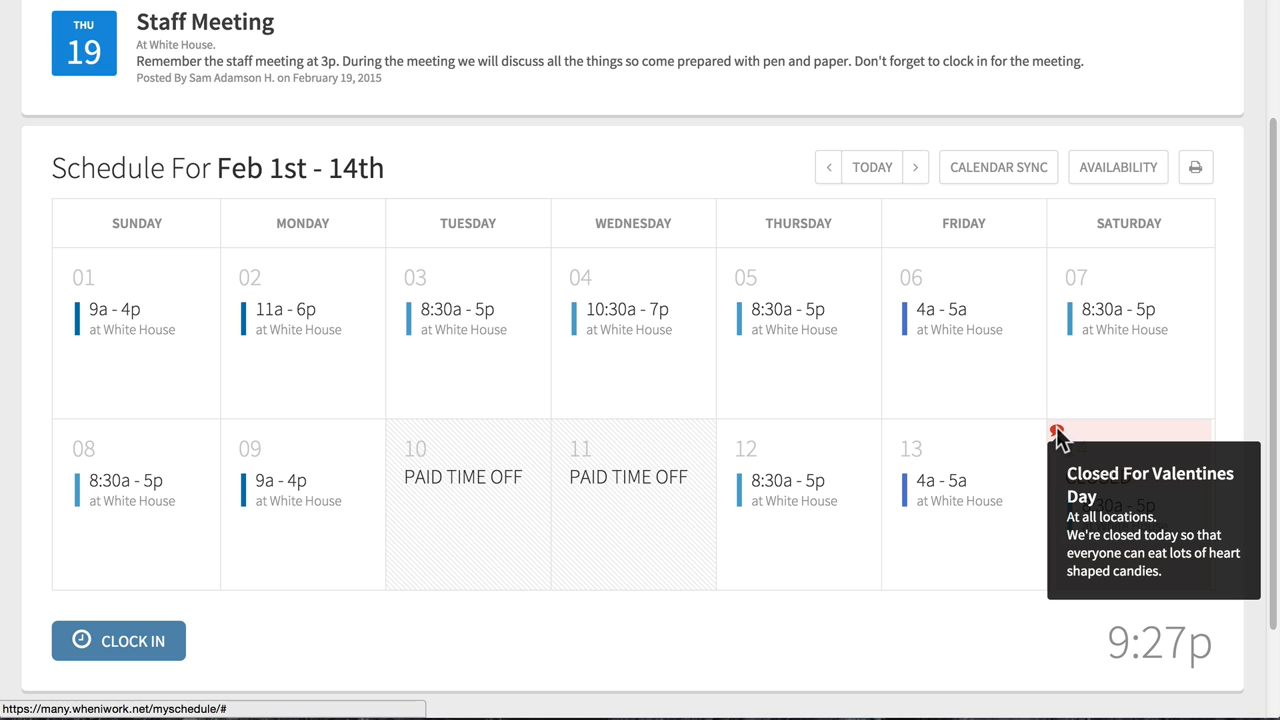 THU
19
Staff Meeting
At White House.
Remember the staff meeting at 3p. During the meeting we will discuss all the things so come prepared with pen and paper. Don't forget to clock in for the meeting.
Posted By Sam Adamson H. on February 19, 2015
Schedule For Feb 1st - 14th
< TODAY > CALENDAR SYNC AVAILABILITY
SUNDAY MONDAY TUESDAY WEDNESDAY THURSDAY FRIDAY SATURDAY
01 02 03 04 05 06 07
9a - 4p 11a - 6p 8:30a - 5p 10:30a - 7p 8:30a - 5p 4a - 5a 8:30a - 5p
at White House at White House at White House at White House at White House at White House at White House
08 09 10 11 12 13
8:30a - 5p 9a - 4p PAID TIME OFF PAID TIME OFF 8:30a - 5p 4a - 5a
at White House at White House at White House at White House
Closed For Valentines
Day
At all locations.
We're closed today so that
everyone can eat lots of heart
shaped candies.
CLOCK IN
9:27p
https://many.wheniwork.net/myschedule/#